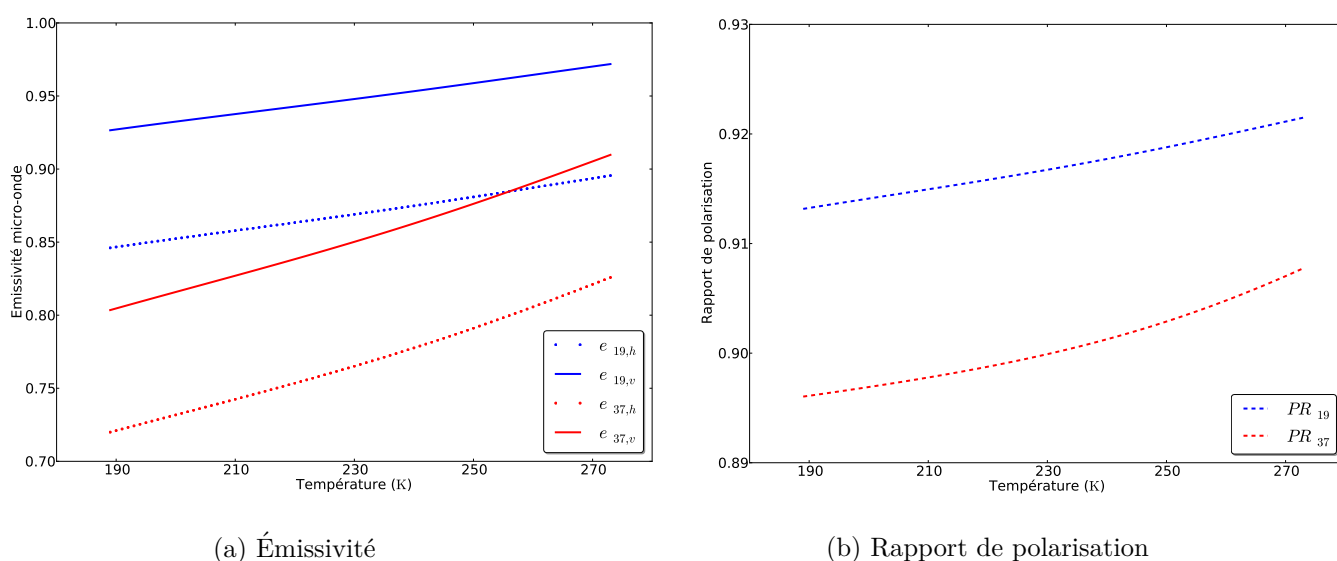 1.00
0.95
0.90
0.85
0.80
0.75
0.70
Emissivité micro-onde
190 210 230 250 270
Température (K)
e 19,h
e 19,v
e 37,h
e 37,v
(a) Émissivité
0.93
0.92
0.91
0.90
0.89
Rapport de polarisation
190 210 230 250 270
Température (K)
PR 19
PR 37
(b) Rapport de polarisation